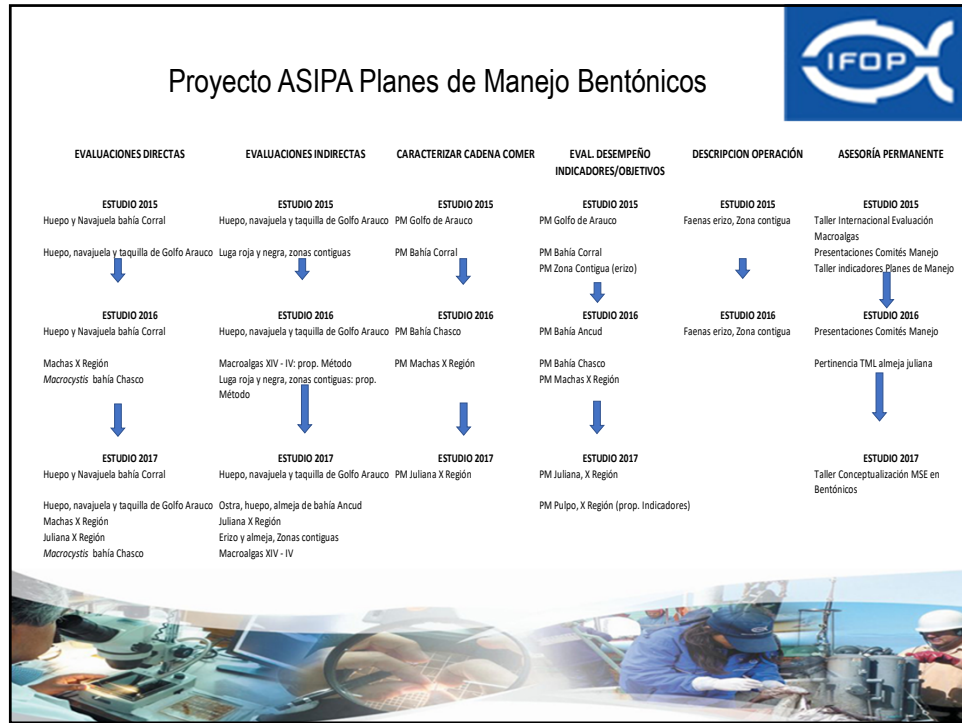 Proyecto ASIPA Planes de Manejo Bentónicos
IFOP
EVALUACIONES DIRECTAS
EVALUACIONES INDIRECTAS
CARACTERIZAR CADENA COMER
EVAL. DESEMPEÑO
INDICADORES/OBJETIVOS
DESCRIPCION OPERACIÓN
ASESORÍA PERMANENTE
ESTUDIO 2015
Huepo y Navajuela bahía Corral
Huepo, navajuela y taquilla de Golfo Arauco
ESTUDIO 2015
Huepo, navajuela y taquilla de Golfo Arauco
Luga roja y negra, zonas contiguas
ESTUDIO 2015
PM Golfo de Arauco
PM Bahía Corral
ESTUDIO 2015
PM Golfo de Arauco
PM Bahía Corral
PM Zona Contigua (erizo)
ESTUDIO 2015
Faenas erizo, Zona contigua
ESTUDIO 2015
Taller Internacional Evaluación
Macroalgas
Presentaciones Comités Manejo
Taller indicadores Planes de Manejo
ESTUDIO 2016
Huepo y Navajuela bahía Corral
Machas X Región
Macrocystis bahía Chasco
ESTUDIO 2016
Huepo, navajuela y taquilla de Golfo Arauco
Macroalgas XIV - IV: prop. Método
Luga roja y negra, zonas contiguas: prop.
Método
ESTUDIO 2016
PM Bahía Chasco
PM Machas X Región
ESTUDIO 2016
PM Bahía Ancud
PM Bahía Chasco
PM Machas X Región
ESTUDIO 2016
Faenas erizo, Zona contigua
ESTUDIO 2016
Presentaciones Comités Manejo
Pertinencia TML almeja juliana
ESTUDIO 2017
Huepo y Navajuela bahía Corral
Huepo, navajuela y taquilla de Golfo Arauco
Machas X Región
Juliana X Región
Macrocystis bahía Chasco
ESTUDIO 2017
Huepo, navajuela y taquilla de Golfo Arauco
Ostra, huepo, almeja de bahía Ancud
Juliana X Región
Erizo y almeja, Zonas contiguas
Macroalgas XIV - IV
ESTUDIO 2017
PM Juliana X Región
ESTUDIO 2017
PM Juliana, X Región
PM Pulpo, X Región (prop. Indicadores)
ESTUDIO 2017
Taller Conceptualización MSE en
Bentónicos